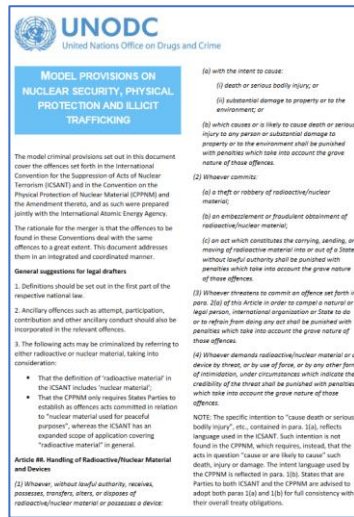 UNODC
United Nations Office on Drugs and Crime
MODEL PROVISIONS ON
NUCLEAR SECURITY, PHYSICAL
PROTECTION AND ILLICIT
TRAFFICKING
The model criminal provisions set out in this document
cover the offences set forth in the International
Convention for the Suppression of Acts of Nuclear
Terrorism (ICSANT) and in the Convention on the
Physical Protection of Nuclear Material (CPPNM) and
the Amendment thereto, and as such were prepared
jointly with the International Atomic Energy Agency.
The rationale for the merger is that the offences to be
found in these Conventions deal with the same
offences to a great extent. This document addresses
them in an integrated and coordinated manner.
General suggestions for legal drafters
1. Definitions should be set out in the first part of the
respective national law.
2. Ancillary offences such as attempt, participation,
contribution and other ancillary conduct should also be
incorporated in the relevant offences.
3. The following acts may be criminalized by referring to
either radioactive or nuclear material, taking into
consideration:
• That the definition of 'radioactive material' in
the ICSANT includes 'nuclear material';
• That the CPPNM only requires States Parties to
establish as offences acts committed in relation
to "nuclear material used for peaceful
purposes", whereas the ICSANT has an
expanded scope of application covering
"radioactive material" in general.
Article ##. Handling of Radioactive/Nuclear Material
and Devices
(1) Whoever, without lawful authority, receives,
possesses, transfers, alters, or disposes of
radioactive/nuclear material or possesses a device:
(a) with the intent to cause:
(i) death or serious bodily injury; or
(ii) substantial damage to property or to the
environment; or
(b) which causes or is likely to cause death or serious
injury to any person or substantial damage to
property or to the environment shall be punished
with penalties which take into account the grave
nature of those offences.
(2) Whoever commits:
(a) a theft or robbery of radioactive/nuclear
material;
(b) an embezzlement or fraudulent obtainment of
radioactive/nuclear material;
(c) an act which constitutes the carrying, sending, or
moving of radioactive material into or out of a State
without lawful authority shall be punished with
penalties which take into account the grave nature
of those offences.
(3) Whoever threatens to commit an offence set forth in
para. 2(a) of this Article in order to compel a natural or
legal person, international organization or State to do
or to refrain from doing any act shall be punished with
penalties which take into account the grave nature of
those offences.
(4) Whoever demands radioactive/nuclear material or a
device by threat, or by use of force, or by any other form
of intimidation, under circumstances which indicate the
credibility of the threat shall be punished with penalties
which take into account the grave nature of those
offences.
NOTE: The specific intention to "cause death or serious
bodily injury", etc., contained in para. 1(a), reflects
language used in the ICSANT. Such intention is not
found in the CPPNM, which requires, instead, that the
acts in question "cause or are likely to cause" such
death, injury or damage. The intent language used by
the CPPNM is reflected in para. 1(b). States that are
Parties to both ICSANT and the CPPNM are advised to
adopt both paras 1(a) and 1(b) for full consistency with
their overall treaty obligations.